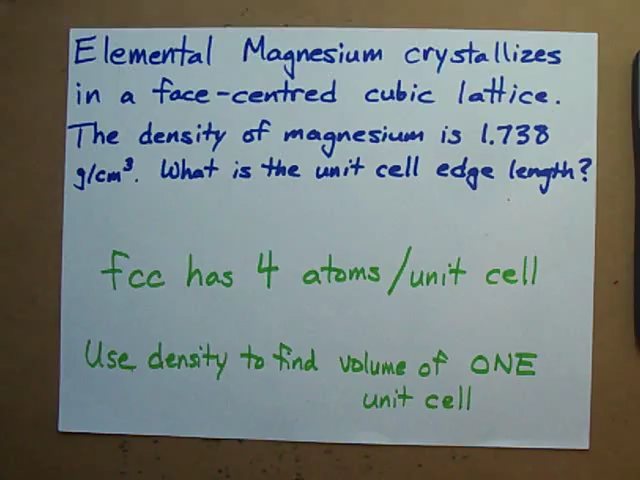 Elemental Magnesium crystallizes
in a face-centred cubic lattice.
The density of magnesium is 1.738
g/cm³. What is the unit cell edge length?
fcc has 4 atoms/unit cell
Use density to find volume of ONE
unit cell